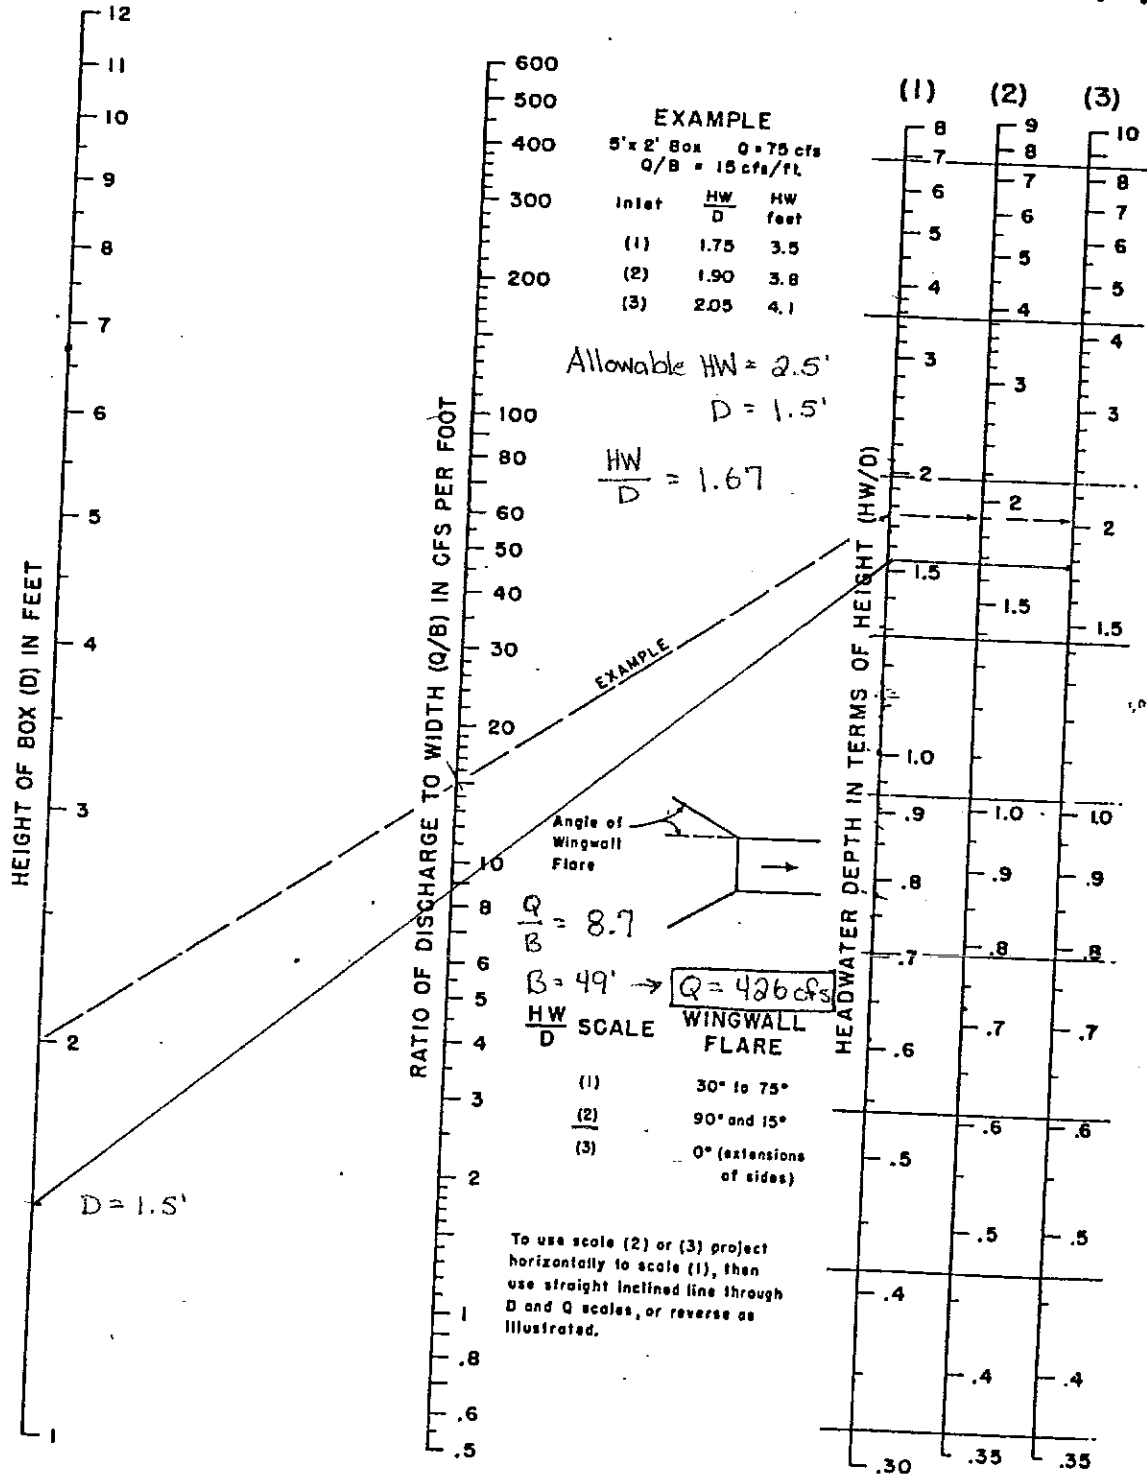 HEIGHT OF BOX (D) IN FEET
12
11
10
9
8
7
6
5
4
3
2
1
D = 1.5'
RATIO OF DISCHARGE TO WIDTH (Q/B) IN CFS PER FOOT
600
500
400
300
200
100
80
60
50
40
30
20
10
8
6
5
4
3
2
1
.8
.6
.5
EXAMPLE
5' x 2' Box Q = 75 cfs
Q/B = 15 cfs/ft.
Inlet HW/D HW feet
(1) 1.75 3.5
(2) 1.90 3.8
(3) 2.05 4.1
Allowable HW = 2.5'
D = 1.5'
HW/D = 1.67
EXAMPLE
Angle of
Wingwall
Flare
Q/B = 8.7
B = 49' → Q = 426 cfs
HW/D SCALE WINGWALL FLARE
(1) 30° to 75°
(2) 90° and 15°
(3) 0° (extensions
of sides)
To use scale (2) or (3) project
horizontally to scale (1), then
use straight inclined line through
D and Q scales, or reverse as
illustrated.
HEADWATER DEPTH IN TERMS OF HEIGHT (HW/D)
(1)
8
7
6
5
4
3
2
1.5
1.0
.9
.8
.7
.6
.5
.4
.30
(2)
9
8
7
6
5
4
3
2
1.5
1.0
.9
.8
.7
.6
.5
.4
.35
(3)
10
8
7
6
5
4
3
2
1.5
1.0
.9
.8
.7
.6
.5
.4
.35